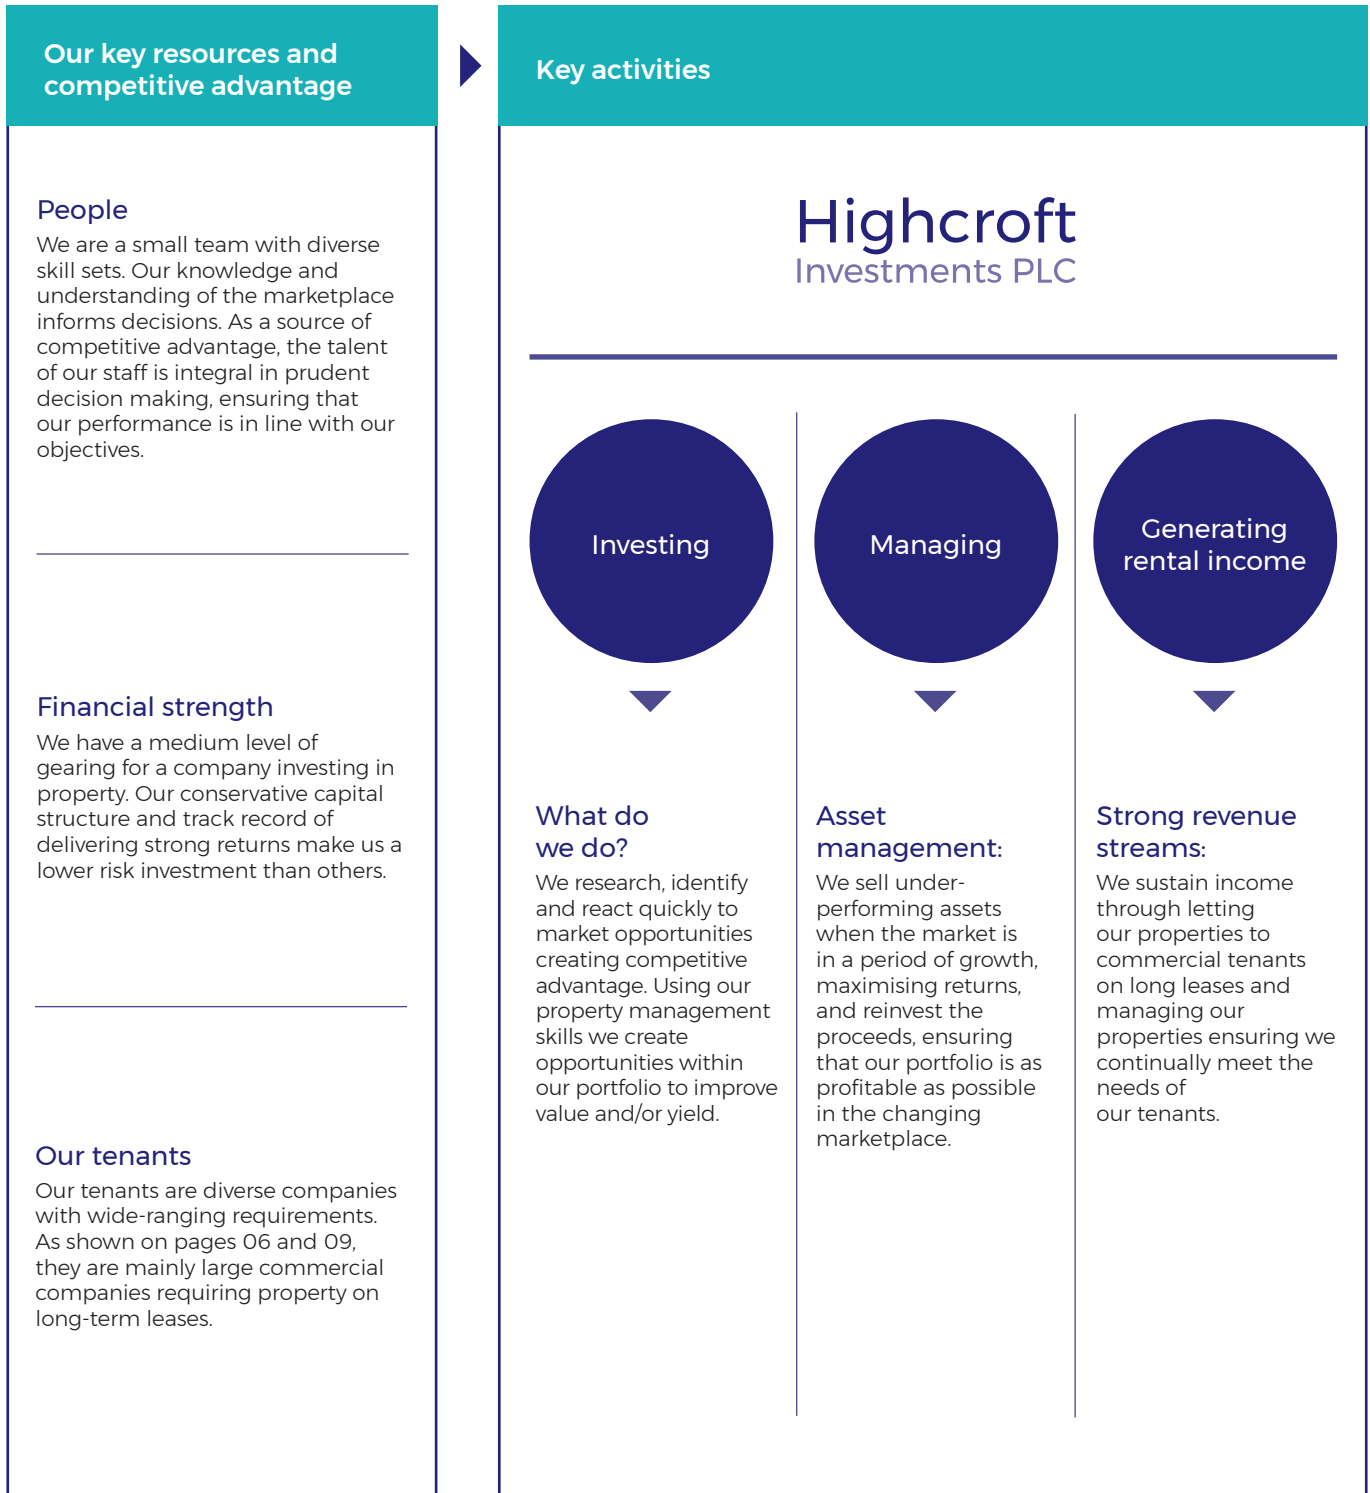 Our key resources and
competitive advantage
People
We are a small team with diverse
skill sets. Our knowledge and
understanding of the marketplace
informs decisions. As a source of
competitive advantage, the talent
of our staff is integral in prudent
decision making, ensuring that
our performance is in line with our
objectives.
Financial strength
We have a medium level of
gearing for a company investing in
property. Our conservative capital
structure and track record of
delivering strong returns make us a
lower risk investment than others.
Our tenants
Our tenants are diverse companies
with wide-ranging requirements.
As shown on pages 06 and 09,
they are mainly large commercial
companies requiring property on
long-term leases.
Key activities
Highcroft
Investments PLC
Investing
What do
we do?
We research, identify
and react quickly to
market opportunities
creating competitive
advantage. Using our
property management
skills we create
opportunities within
our portfolio to improve
value and/or yield.
Managing
Asset
management:
We sell under-
performing assets
when the market is
in a period of growth,
maximising returns,
and reinvest the
proceeds, ensuring
that our portfolio is as
profitable as possible
in the changing
marketplace.
Generating
rental income
Strong revenue
streams:
We sustain income
through letting
our properties to
commercial tenants
on long leases and
managing our
properties ensuring we
continually meet the
needs of
our tenants.